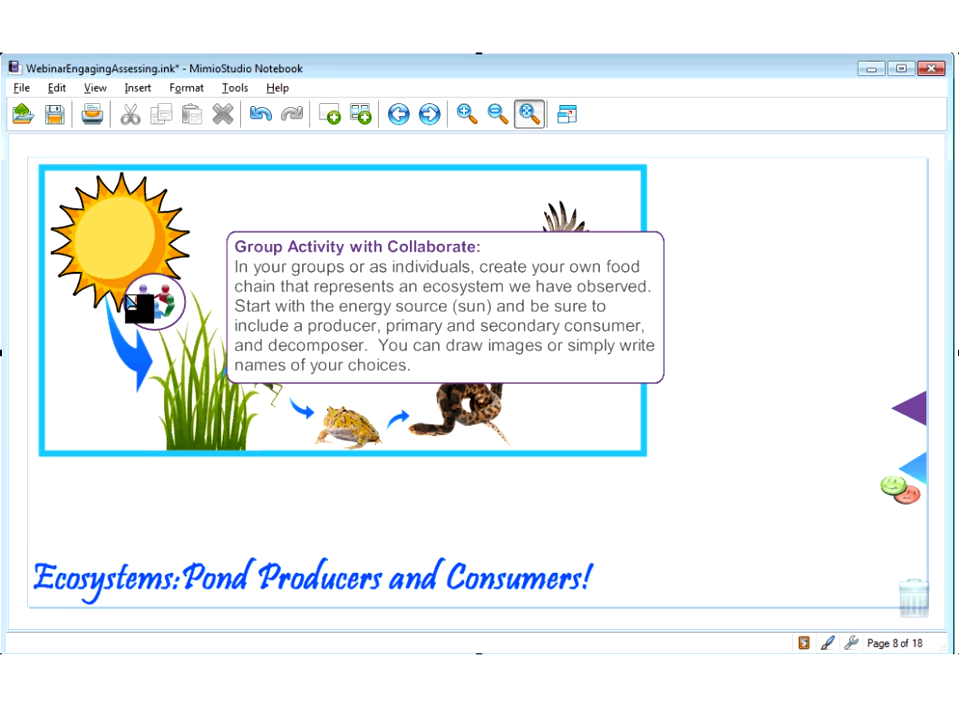 WebinarEngagingAssessing.ink* - MimioStudio Notebook
File Edit View Insert Format Tools Help
Group Activity with Collaborate:
In your groups or as individuals, create your own food
chain that represents an ecosystem we have observed.
Start with the energy source (sun) and be sure to
include a producer, primary and secondary consumer,
and decomposer. You can draw images or simply write
names of your choices.
Ecosystems:Pond Producers and Consumers!
Page 8 of 18